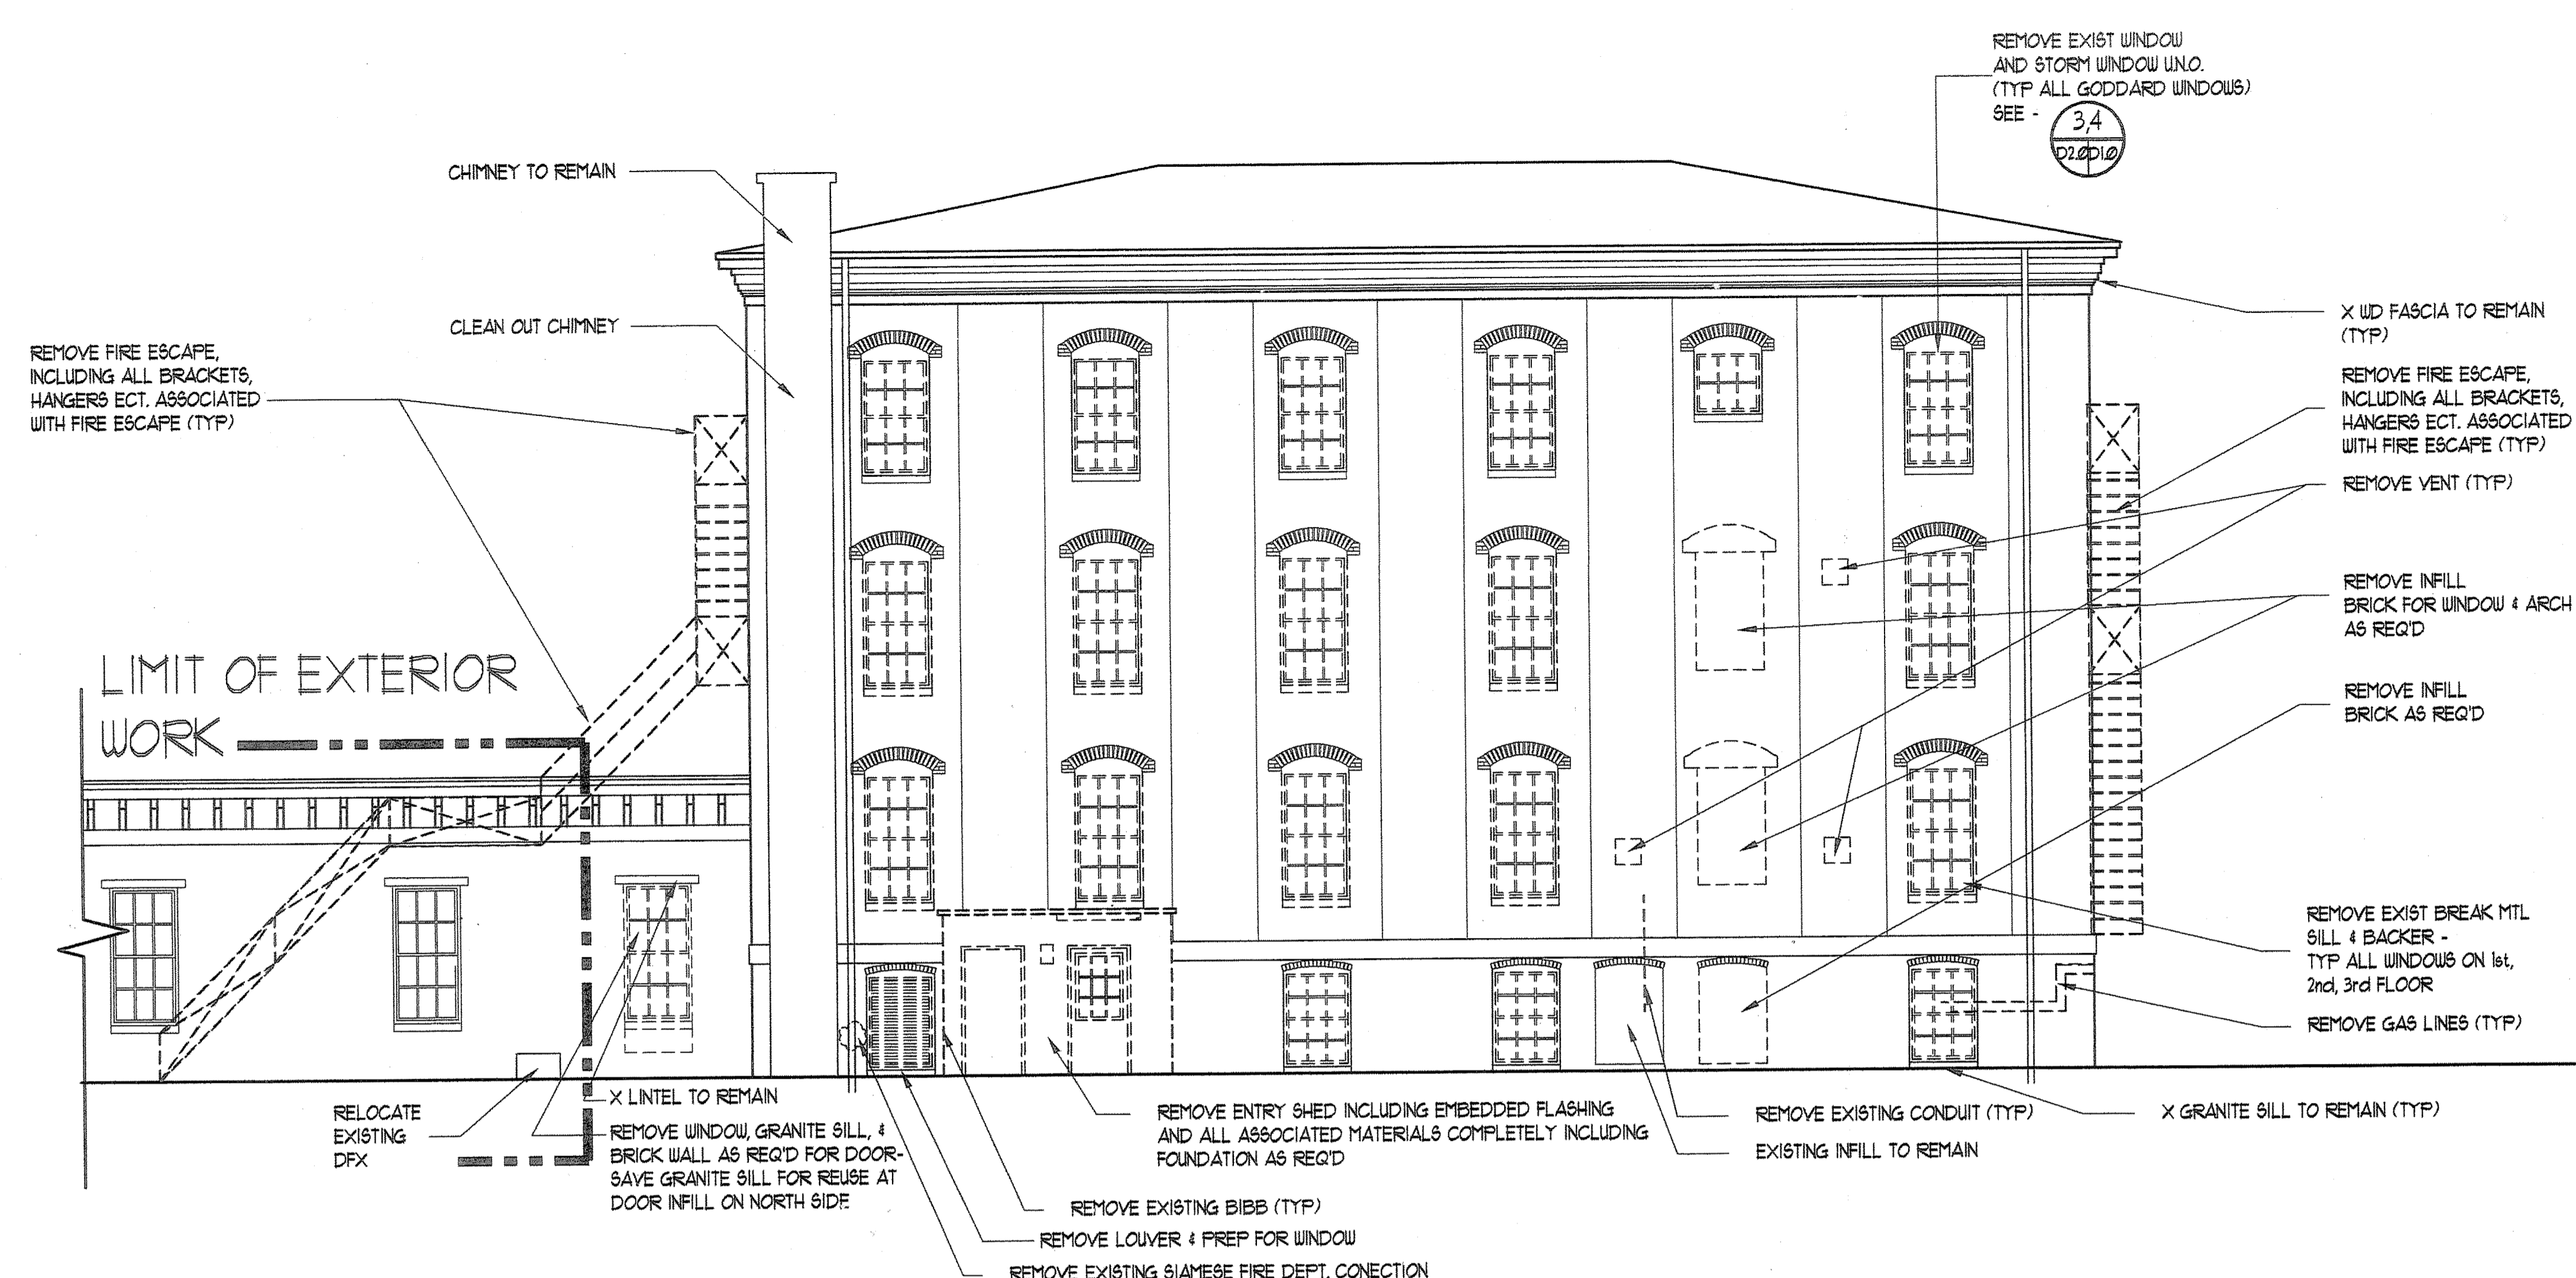 REMOVE EXIST WINDOW
AND STORM WINDOW U.N.O.
(TYP ALL GODDARD WINDOWS)
SEE -
3,4
D2.0 D1.0
CHIMNEY TO REMAIN
CLEAN OUT CHIMNEY
REMOVE FIRE ESCAPE,
INCLUDING ALL BRACKETS,
HANGERS ECT. ASSOCIATED
WITH FIRE ESCAPE (TYP)
LIMIT OF EXTERIOR
WORK
X WD FASCIA TO REMAIN
(TYP)
REMOVE FIRE ESCAPE,
INCLUDING ALL BRACKETS,
HANGERS ECT. ASSOCIATED
WITH FIRE ESCAPE (TYP)
REMOVE VENT (TYP)
REMOVE INFILL
BRICK FOR WINDOW & ARCH
AS REQ'D
REMOVE INFILL
BRICK AS REQ'D
REMOVE EXIST BREAK MTL
SILL & BACKER -
TYP ALL WINDOWS ON 1st,
2nd, 3rd FLOOR
REMOVE GAS LINES (TYP)
RELOCATE
EXISTING
DFX
X LINTEL TO REMAIN
REMOVE WINDOW, GRANITE SILL, &
BRICK WALL AS REQ'D FOR DOOR-
SAVE GRANITE SILL FOR REUSE AT
DOOR INFILL ON NORTH SIDE
REMOVE ENTRY SHED INCLUDING EMBEDDED FLASHING
AND ALL ASSOCIATED MATERIALS COMPLETELY INCLUDING
FOUNDATION AS REQ'D
REMOVE EXISTING CONDUIT (TYP)
EXISTING INFILL TO REMAIN
X GRANITE SILL TO REMAIN (TYP)
REMOVE EXISTING BIBB (TYP)
REMOVE LOUVER & PREP FOR WINDOW
REMOVE EXISTING SIAMESE FIRE DEPT. CONECTION